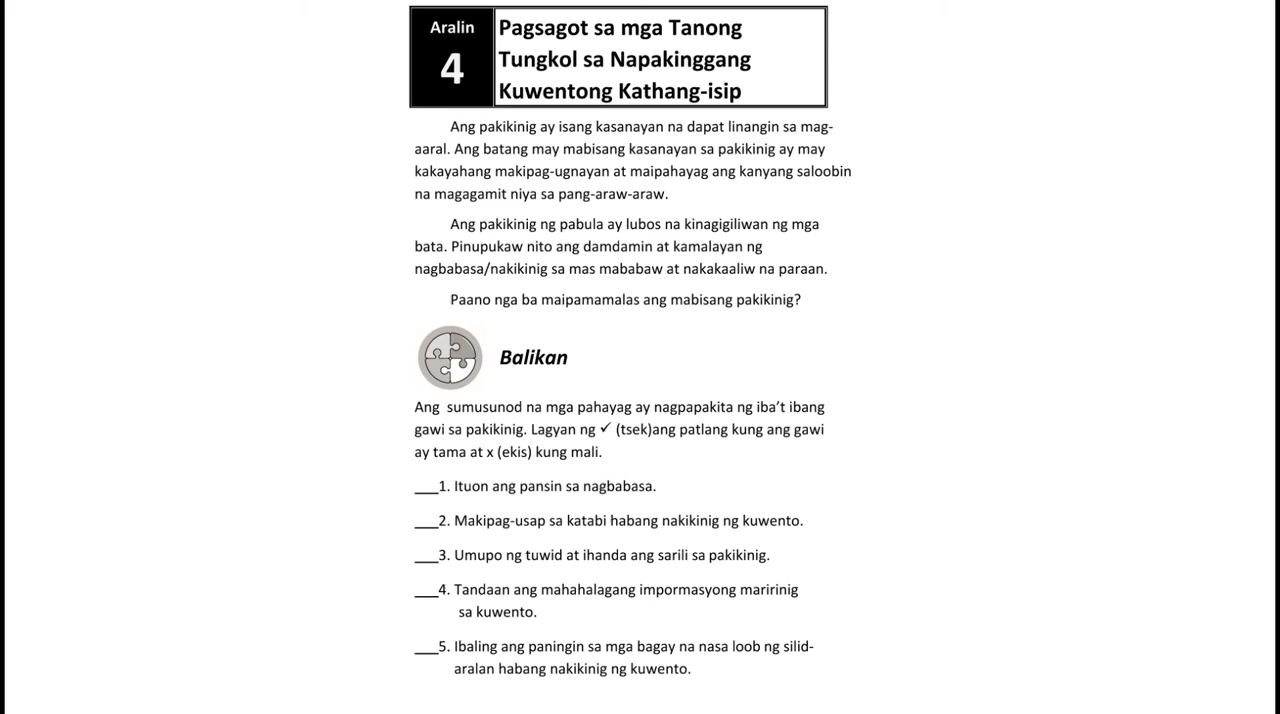 Aralin
4
Pagsagot sa mga Tanong
Tungkol sa Napakinggang
Kuwentong Kathang-isip
Ang pakikinig ay isang kasanayan na dapat linangin sa mag-
aaral. Ang batang may mabisang kasanayan sa pakikinig ay may
kakayahang makipag-ugnayan at maipahayag ang kanyang saloobin
na magagamit niya sa pang-araw-araw.
Ang pakikinig ng pabula ay lubos na kinagigiliwan ng mga
bata. Pinupukaw nito ang damdamin at kamalayan ng
nagbabasa/nakikinig sa mas mababaw at nakakaaliw na paraan.
Paano nga ba maipamamalas ang mabisang pakikinig?
Balikan
Ang sumusunod na mga pahayag ay nagpapakita ng iba’t ibang
gawi sa pakikinig. Lagyan ng ✓ (tsek)ang patlang kung ang gawi
ay tama at x (ekis) kung mali.
___1. Ituon ang pansin sa nagbabasa.
___2. Makipag-usap sa katabi habang nakikinig ng kuwento.
___3. Umupo ng tuwid at ihanda ang sarili sa pakikinig.
___4. Tandaan ang mahahalagang impormasyong maririnig
sa kuwento.
___5. Ibaling ang paningin sa mga bagay na nasa loob ng silid-
aralan habang nakikinig ng kuwento.